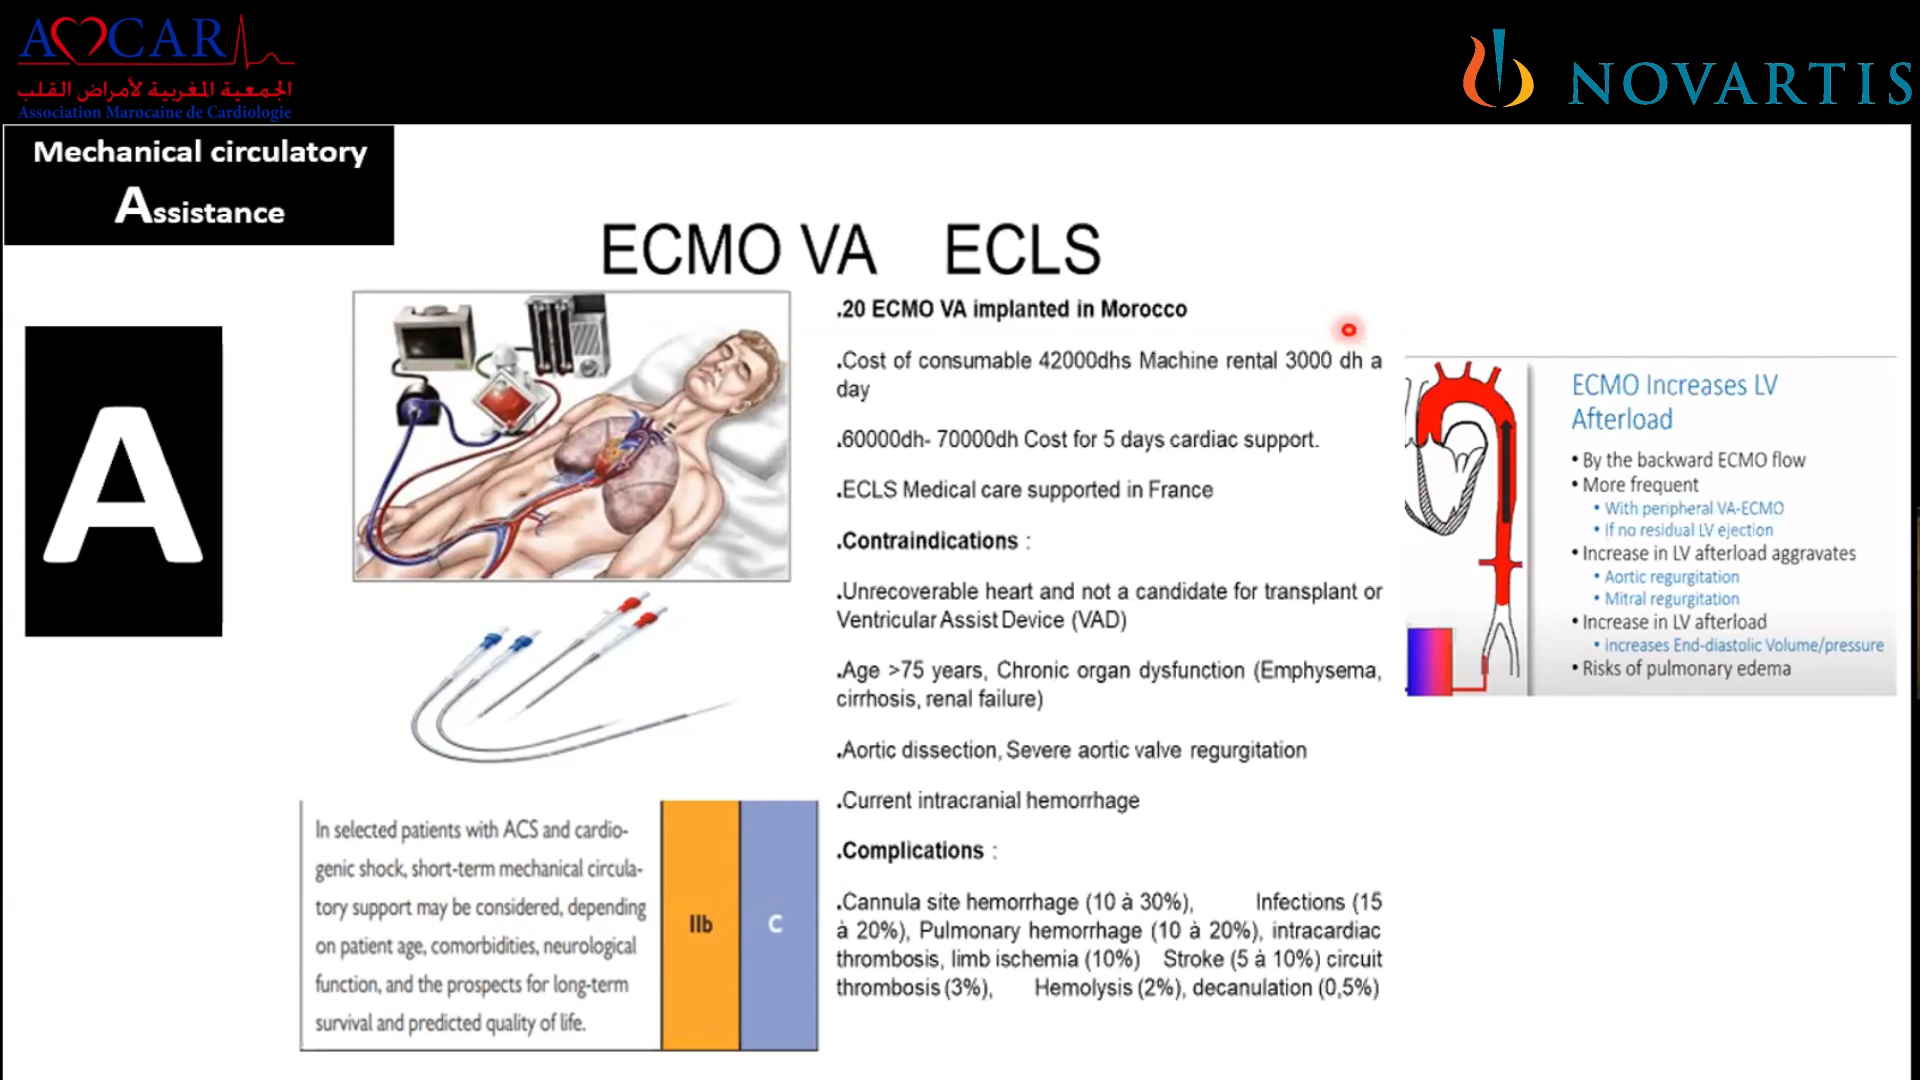 AMCAR
الجمعية المغربية لأمراض القلب
Association Marocaine de Cardiologie
NOVARTIS
Mechanical circulatory
Assistance
A
ECMO VA ECLS
.20 ECMO VA implanted in Morocco
.Cost of consumable 42000dhs Machine rental 3000 dh a
day
.60000dh- 70000dh Cost for 5 days cardiac support.
.ECLS Medical care supported in France
.Contraindications :
.Unrecoverable heart and not a candidate for transplant or
Ventricular Assist Device (VAD)
.Age >75 years, Chronic organ dysfunction (Emphysema,
cirrhosis, renal failure)
.Aortic dissection, Severe aortic valve regurgitation
.Current intracranial hemorrhage
.Complications :
.Cannula site hemorrhage (10 à 30%), Infections (15
à 20%), Pulmonary hemorrhage (10 à 20%), intracardiac
thrombosis, limb ischemia (10%) Stroke (5 à 10%) circuit
thrombosis (3%), Hemolysis (2%), decanulation (0,5%)
In selected patients with ACS and cardio-
genic shock, short-term mechanical circula-
tory support may be considered, depending
on patient age, comorbidities, neurological
function, and the prospects for long-term
survival and predicted quality of life.
IIb
C
ECMO Increases LV
Afterload
• By the backward ECMO flow
• More frequent
• With peripheral VA-ECMO
• If no residual LV ejection
• Increase in LV afterload aggravates
• Aortic regurgitation
• Mitral regurgitation
• Increase in LV afterload
• Increases End-diastolic Volume/pressure
• Risks of pulmonary edema